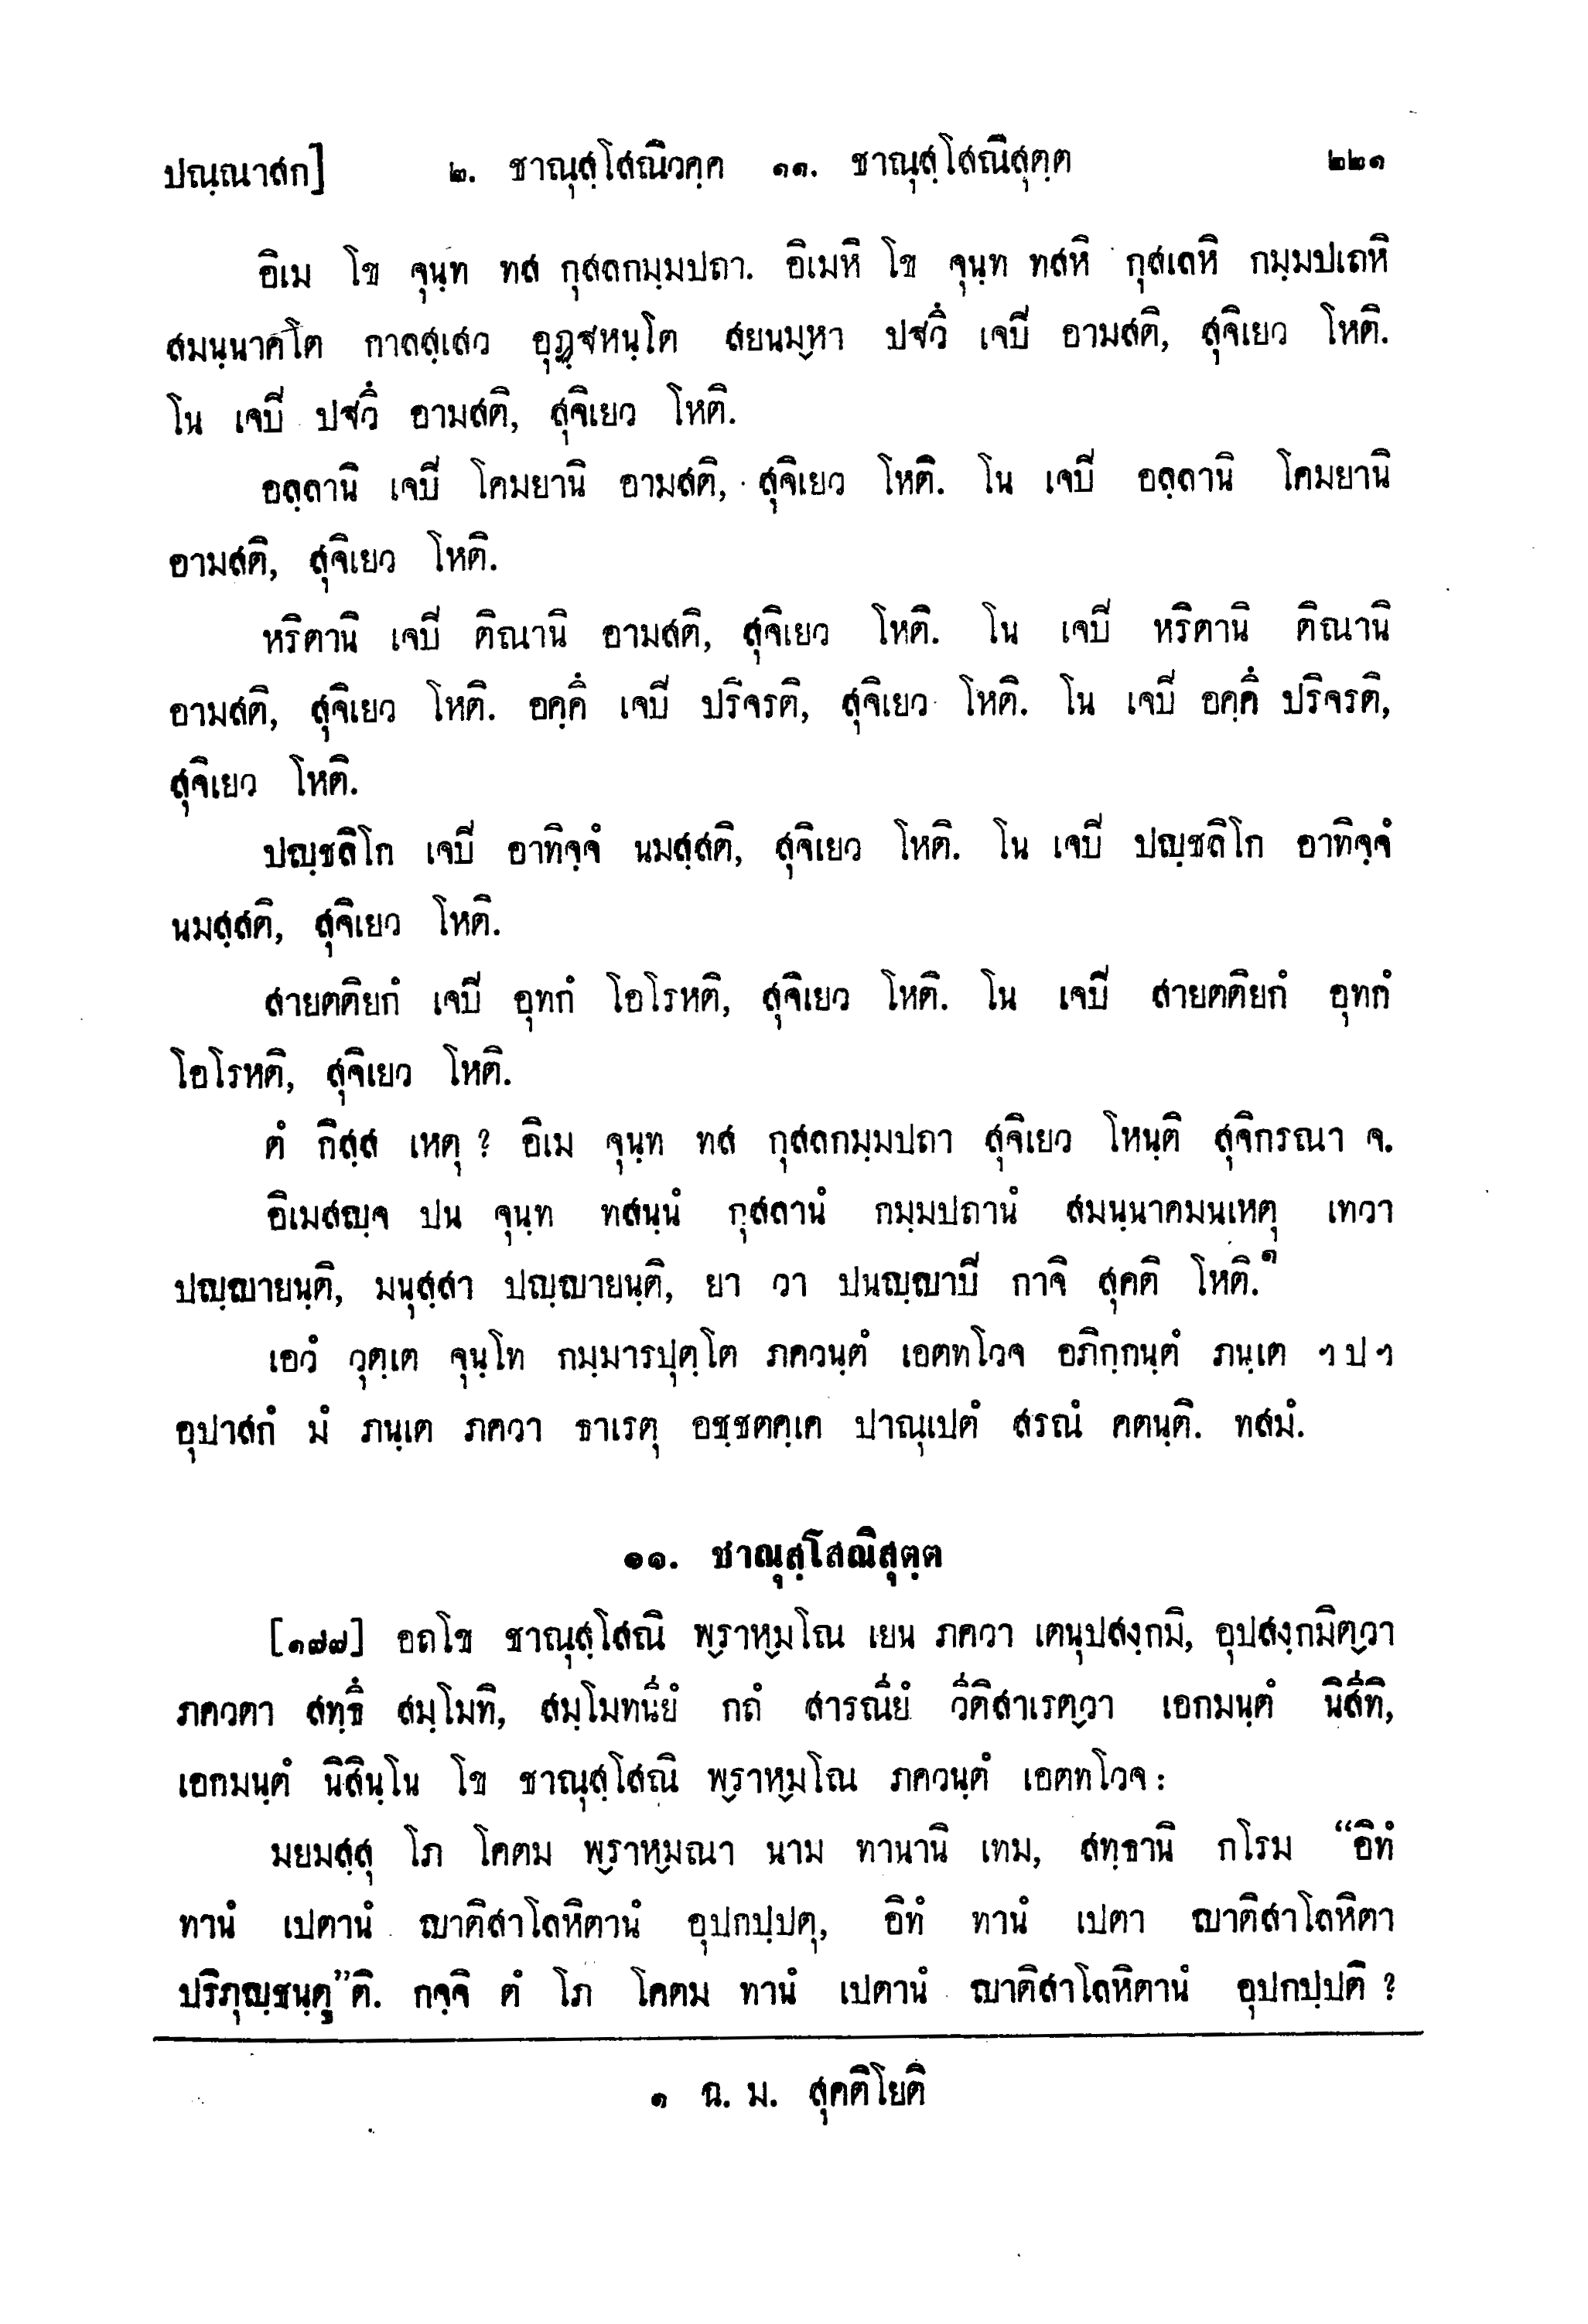 ปณฺณาสก] ๒. ชาณุสฺโสณิวคฺค ๑๑. ชาณุสฺโสณิสุตฺต ๒๒๑
อิเม โข จุนฺท ทส กุสลกมฺมปถา. อิเมหิ โข จุนฺท ทสหิ กุสเลหิ กมฺมปเถหิ
สมนฺนาคโต กาลสฺเสว อุฏฺฐหนฺโต สยนมฺหา ปฐวึ เจปิ อามสติ, สุจิเยว โหติ.
โน เจปิ ปฐวึ อามสติ, สุจิเยว โหติ.
อลฺลานิ เจปิ โคมยานิ อามสติ, สุจิเยว โหติ. โน เจปิ อลฺลานิ โคมยานิ
อามสติ, สุจิเยว โหติ.
หริตานิ เจปิ ติณานิ อามสติ, สุจิเยว โหติ. โน เจปิ หริตานิ ติณานิ
อามสติ, สุจิเยว โหติ. อคฺคึ เจปิ ปริจรติ, สุจิเยว โหติ. โน เจปิ อคฺคึ ปริจรติ,
สุจิเยว โหติ.
ปญฺชลิโก เจปิ อาทิจฺจํ นมสฺสติ, สุจิเยว โหติ. โน เจปิ ปญฺชลิโก อาทิจฺจํ
นมสฺสติ, สุจิเยว โหติ.
สายตติยกํ เจปิ อุทกํ โอโรหติ, สุจิเยว โหติ. โน เจปิ สายตติยกํ อุทกํ
โอโรหติ, สุจิเยว โหติ.
ตํ กิสฺส เหตุ ? อิเม จุนฺท ทส กุสลกมฺมปถา สุจิเยว โหนฺติ สุจิกรณา จ.
อิเมสญฺจ ปน จุนฺท ทสนฺนํ กุสลานํ กมฺมปถานํ สมนฺนาคมนเหตุ เทวา
ปญฺญายนฺติ, มนุสฺสา ปญฺญายนฺติ, ยา วา ปนญฺญาปิ กาจิ สุคติ โหติ.๑
เอวํ วุตฺเต จุนฺโท กมฺมารปุตฺโต ภควนฺตํ เอตทโวจ อภิกฺกนฺตํ ภนฺเต ฯ ป ฯ
อุปาสกํ มํ ภนฺเต ภควา ธาเรตุ อชฺชตคฺเค ปาณุเปตํ สรณํ คตนฺติ. ทสมํ.
๑๑. ชาณุสฺโสณิสุตฺต
[๑๗๗] อถโข ชาณุสฺโสณิ พฺราหฺมโณ เยน ภควา เตนุปสงฺกมิ, อุปสงฺกมิตฺวา
ภควตา สทฺธึ สมฺโมทิ, สมฺโมทนียํ กถํ สารณียํ วีติสาเรตฺวา เอกมนฺตํ นิสีทิ,
เอกมนฺตํ นิสินฺโน โข ชาณุสฺโสณิ พฺราหฺมโณ ภควนฺตํ เอตทโวจ :
มยมสฺสุ โภ โคตม พฺราหฺมณา นาม ทานานิ เทม, สทฺธานิ กโรม “อิทํ
ทานํ เปตานํ ญาติสาโลหิตานํ อุปกปฺปตุ, อิทํ ทานํ เปตา ญาติสาโลหิตา
ปริภุญฺชนฺตู”ติ. กจฺจิ ตํ โภ โคตม ทานํ เปตานํ ญาติสาโลหิตานํ อุปกปฺปติ ?
๑ ฉ. ม. สุคติโยติ